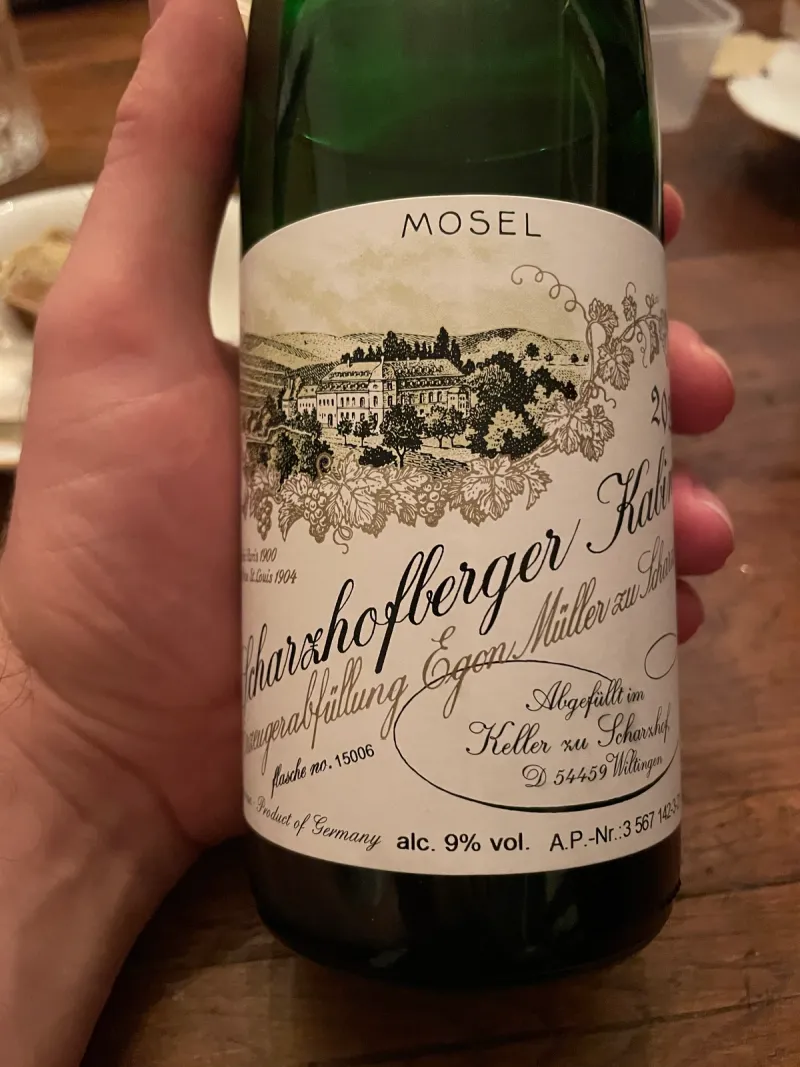 MOSEL
20
Paris 1900
St. Louis 1904
Scharzhofberger Kabi
Erzeugerabfüllung Egon Müller zu Scharz
flasche no. 15006
Abgefüllt im
Keller zu Scharzhof
D 54459 Wiltingen
Product of Germany alc. 9% vol. A.P.-Nr.:3 567 142-3-